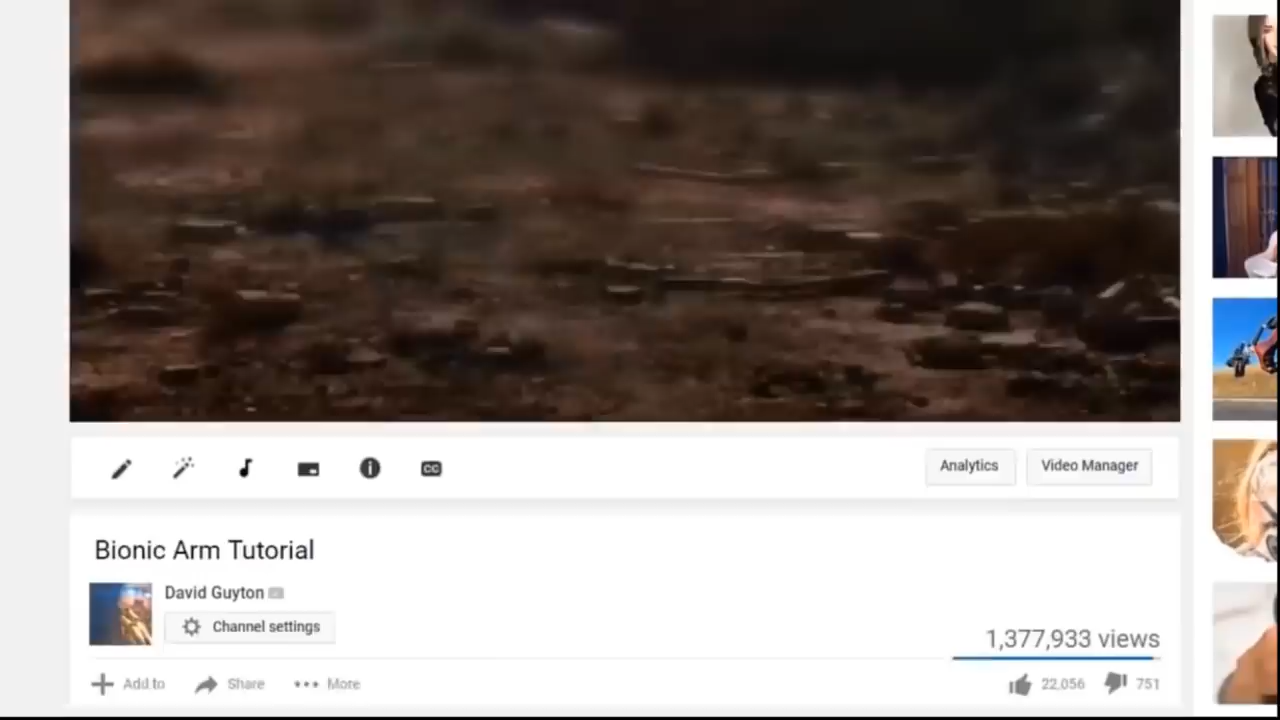 CC
Analytics Video Manager
Bionic Arm Tutorial
David Guyton
Channel settings
1,377,933 views
Add to Share ••• More
22,056 751